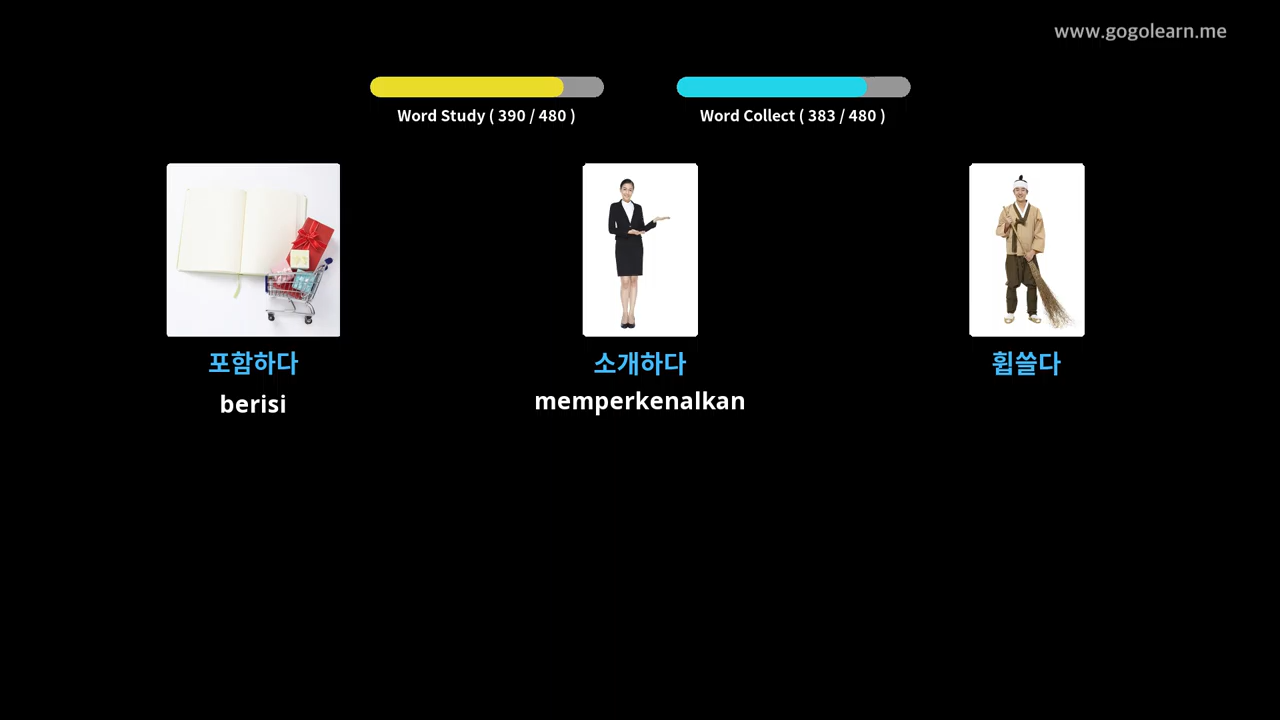 www.gogolearn.me
Word Study ( 390 / 480 )
Word Collect ( 383 / 480 )
포함하다
소개하다
휩쓸다
berisi
memperkenalkan